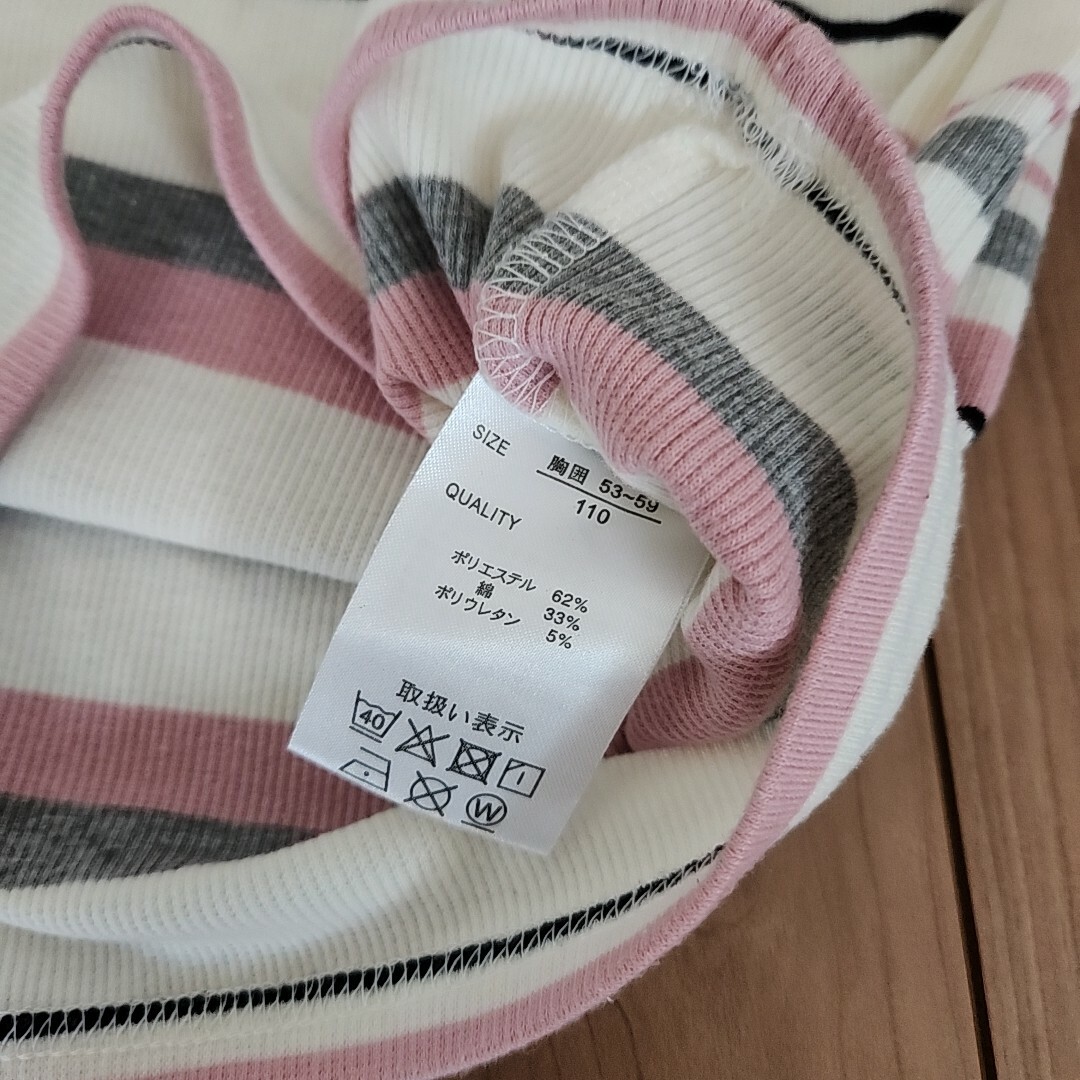 SIZE 胸囲 53~59
110
QUALITY
ポリエステル 62%
綿 33%
ポリウレタン 5%
取扱い表示
40
W